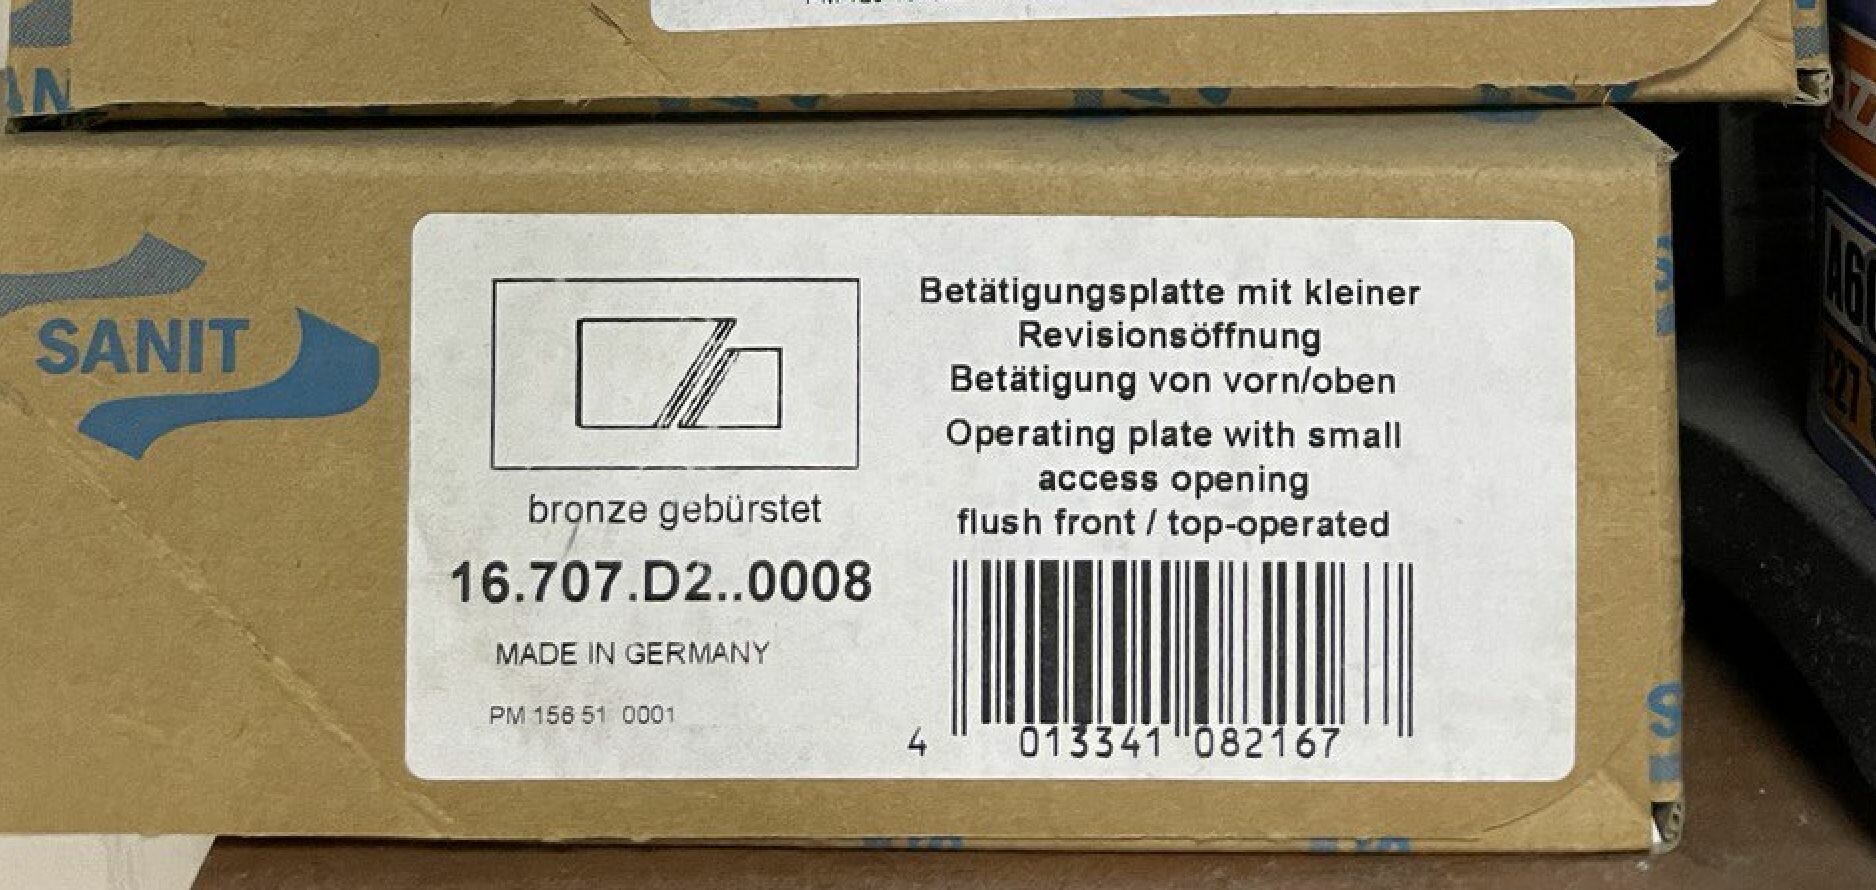 SANIT
bronze gebürstet
16.707.D2..0008
MADE IN GERMANY
PM 156 51 0001
Betätigungsplatte mit kleiner
Revisionsöffnung
Betätigung von vorn/oben
Operating plate with small
access opening
flush front / top-operated
4 013341 082167